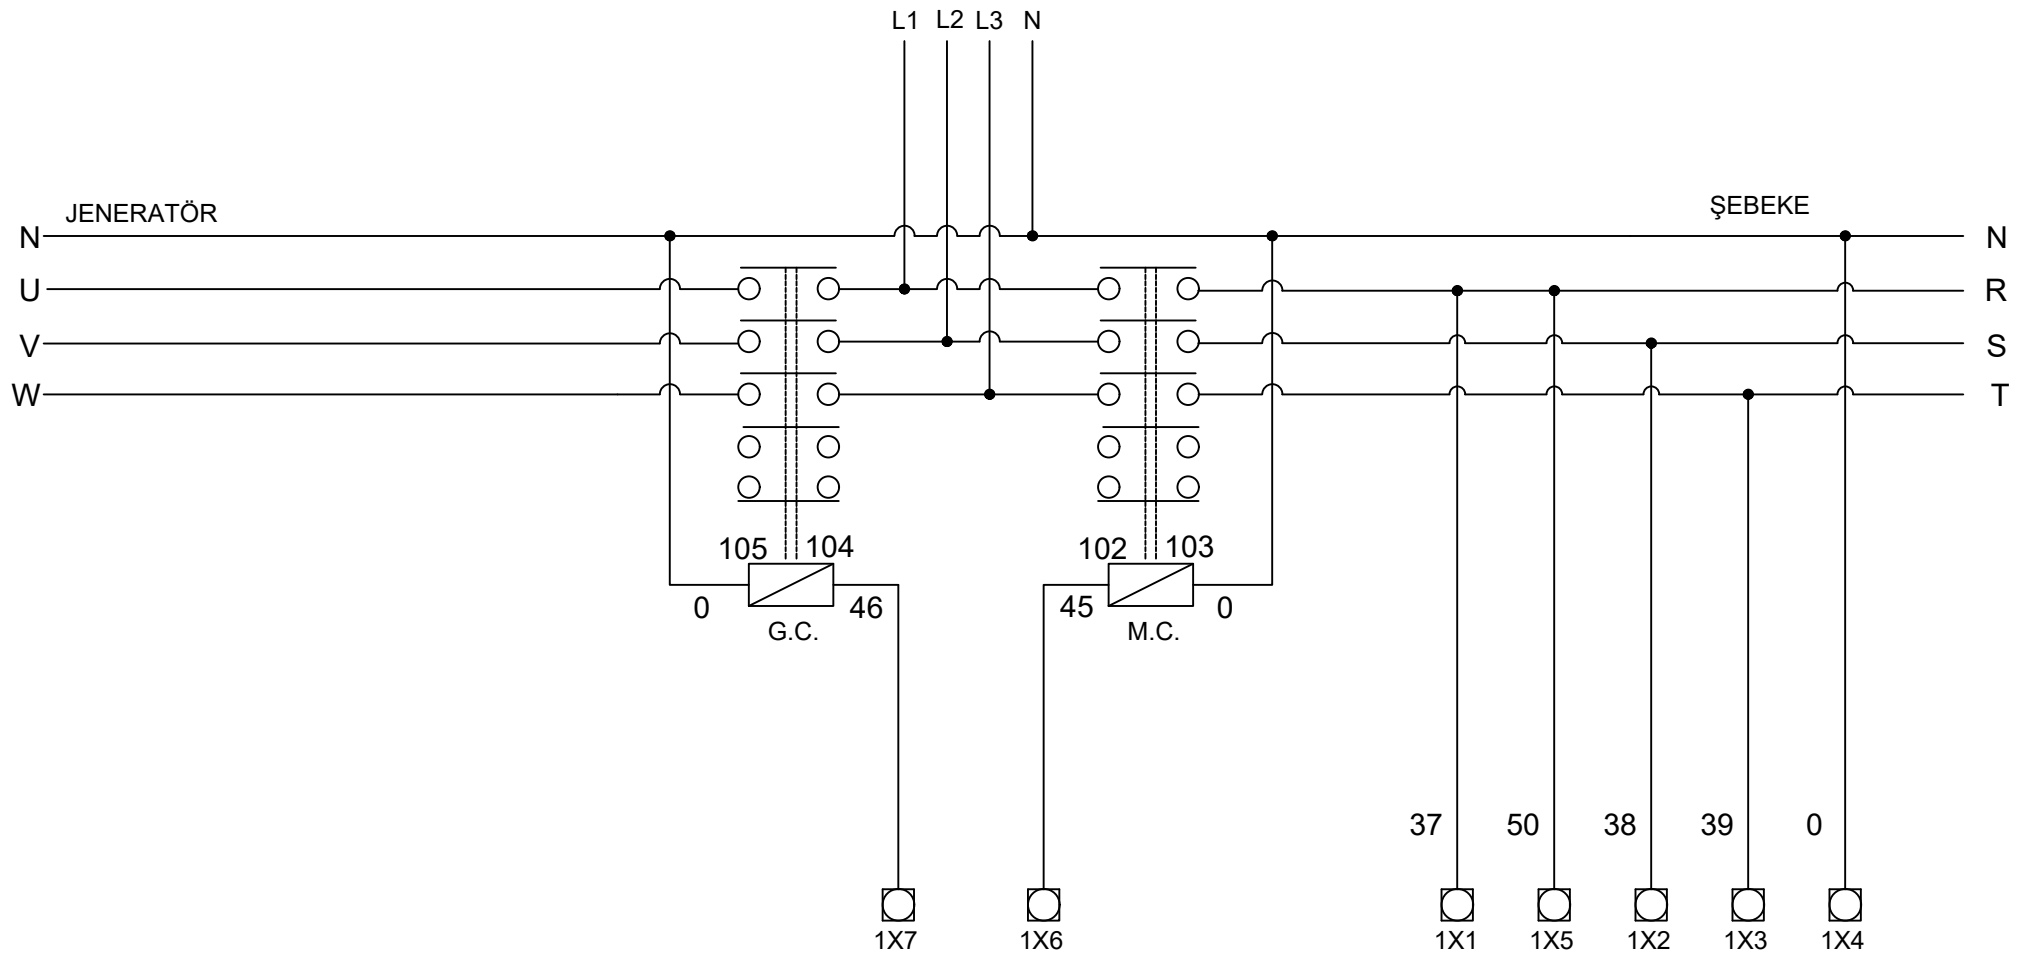 L1 L2 L3 N
JENERATÖR ŞEBEKE
N N
U R
V S
W T
105 104 102 103
0 46 45 0
G.C. M.C.
37 50 38 39 0
1X7 1X6 1X1 1X5 1X2 1X3 1X4